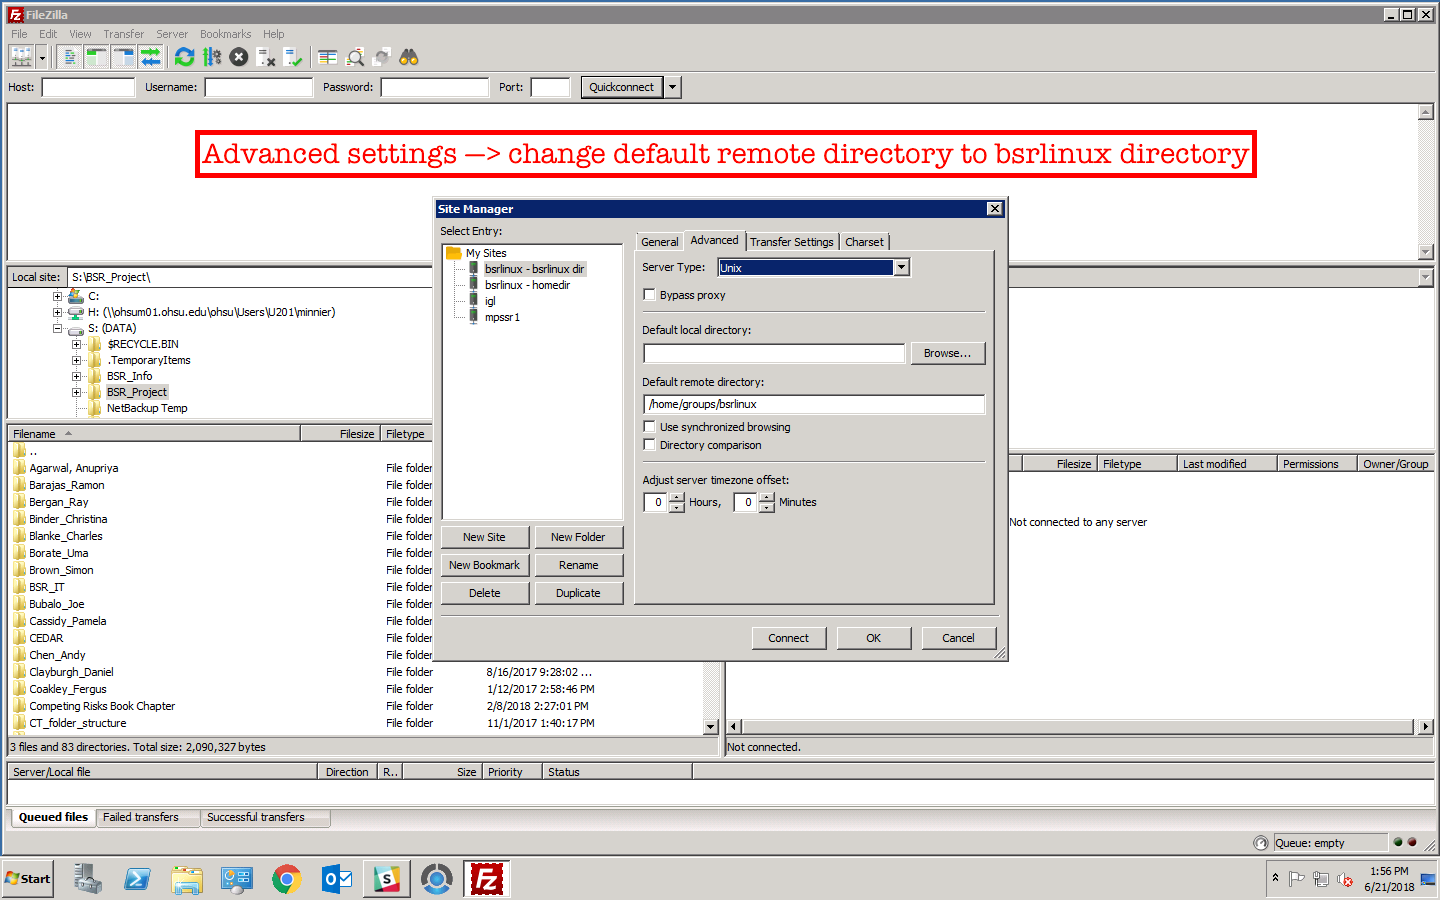 FileZilla
File Edit View Transfer Server Bookmarks Help
Host: Username: Password: Port: Quickconnect
Advanced settings —> change default remote directory to bsrlinux directory
Site Manager
Select Entry:
My Sites
bsrlinux - bsrlinux dir
bsrlinux - homedir
igl
mpssr1
New Site New Folder
New Bookmark Rename
Delete Duplicate
General Advanced Transfer Settings Charset
Server Type: Unix
Bypass proxy
Default local directory:
Browse...
Default remote directory:
/home/groups/bsrlinux
Use synchronized browsing
Directory comparison
Adjust server timezone offset:
0 Hours, 0 Minutes
Connect OK Cancel
Local site: S:\BSR_Project\
C:
H: (\\ohsum01.ohsu.edu\ohsu\Users\U201\minnier)
S: (DATA)
$RECYCLE.BIN
.TemporaryItems
BSR_Info
BSR_Project
NetBackup Temp
Filename Filesize Filetype
..
Agarwal, Anupriya File folder
Barajas_Ramon File folder
Bergan_Ray File folder
Binder_Christina File folder
Blanke_Charles File folder
Borate_Uma File folder
Brown_Simon File folder
BSR_IT File folder
Bubalo_Joe File folder
Cassidy_Pamela File folder
CEDAR File folder
Chen_Andy File folder
Clayburgh_Daniel File folder 8/16/2017 9:28:02 ...
Coakley_Fergus File folder 1/12/2017 2:58:46 PM
Competing Risks Book Chapter File folder 2/8/2018 2:27:01 PM
CT_folder_structure File folder 11/1/2017 1:40:17 PM
3 files and 83 directories. Total size: 2,090,327 bytes
Filesize Filetype Last modified Permissions Owner/Group
Not connected to any server
Not connected.
Server/Local file Direction R.. Size Priority Status
Queued files Failed transfers Successful transfers
Queue: empty
Start
1:56 PM
6/21/2018